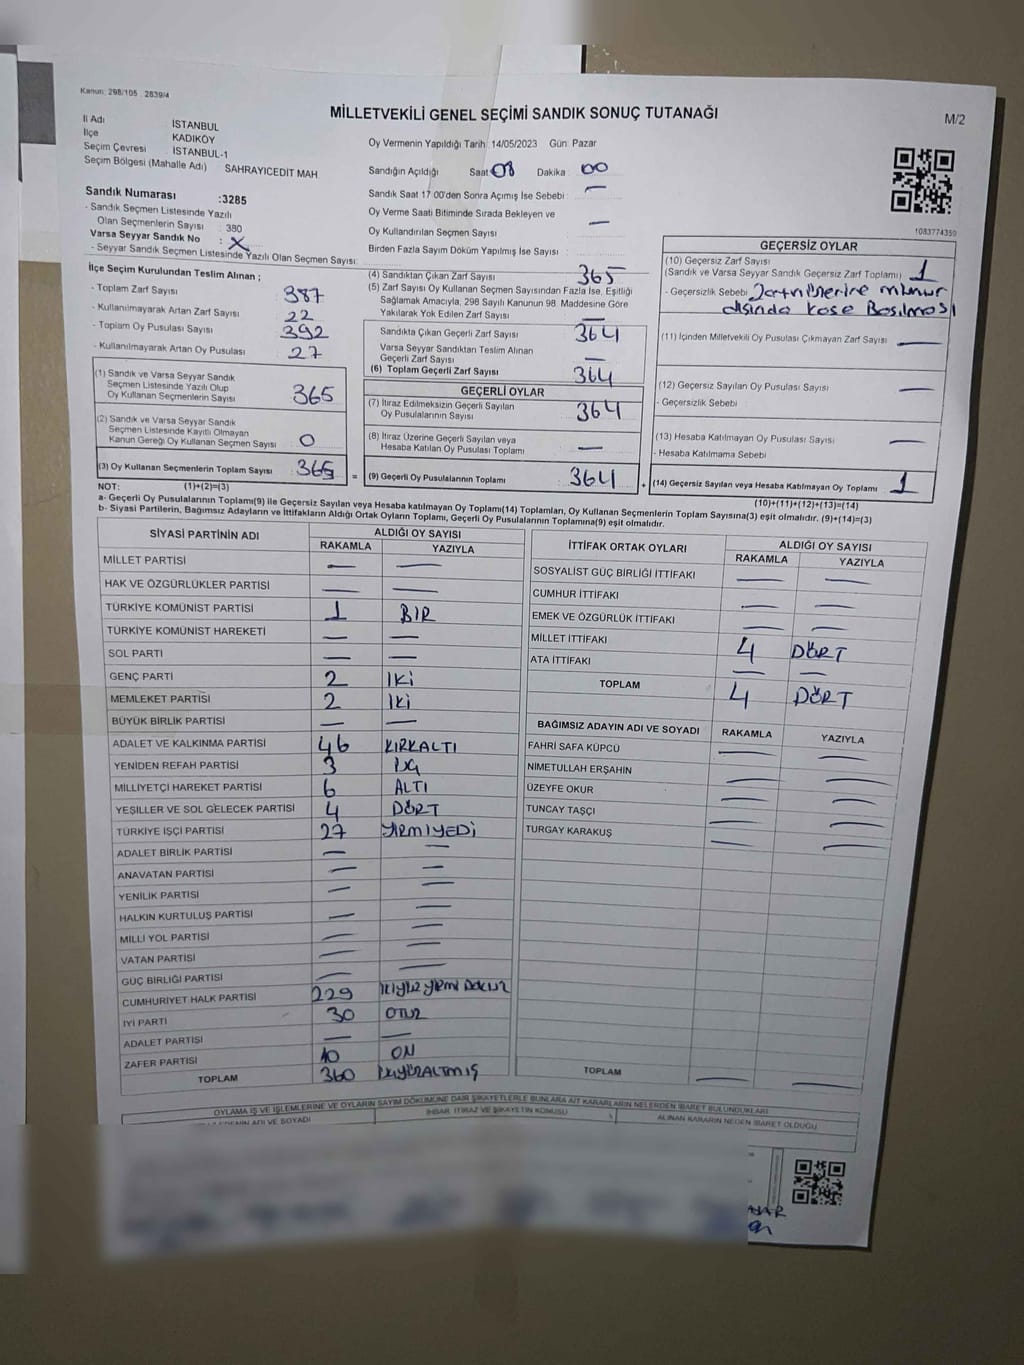 Kanun: 298/105 . 2839/4
MİLLETVEKİLİ GENEL SEÇİMİ SANDIK SONUÇ TUTANAĞI
M/2
İl Adı İSTANBUL
İlçe KADIKÖY
Seçim Çevresi İSTANBUL-1
Seçim Bölgesi (Mahalle Adı) SAHRAYICEDİT MAH
Oy Vermenin Yapıldığı Tarih 14/05/2023 Gün: Pazar
Sandığın Açıldığı Saat 08 Dakika 00
Sandık Saat 17 00'den Sonra Açımış İse Sebebi :
Oy Verme Saati Bitiminde Sırada Bekleyen ve
Oy Kullandırılan Seçmen Sayısı
Birden Fazla Sayım Döküm Yapılmış İse Sayısı :
Sandık Numarası :3285
- Sandık Seçmen Listesinde Yazılı
Olan Seçmenlerin Sayısı : 380
Varsa Seyyar Sandık No : X
- Seyyar Sandık Seçmen Listesinde Yazılı Olan Seçmen Sayısı:
1083774350
İlçe Seçim Kurulundan Teslim Alınan ;
- Toplam Zarf Sayısı 387
- Kullanılmayarak Artan Zarf Sayısı 22
- Toplam Oy Pusulası Sayısı 392
- Kullanılmayarak Artan Oy Pusulası 27
(1) Sandık ve Varsa Seyyar Sandık
Seçmen Listesinde Yazılı Olup
Oy Kullanan Seçmenlerin Sayısı 365
(2) Sandık ve Varsa Seyyar Sandık
Seçmen Listesinde Kayıtlı Olmayan
Kanun Gereği Oy Kullanan Seçmen Sayısı 0
(3) Oy Kullanan Seçmenlerin Toplam Sayısı 365 =
(4) Sandıktan Çıkan Zarf Sayısı 365
(5) Zarf Sayısı Oy Kullanan Seçmen Sayısından Fazla İse, Eşitliği
Sağlamak Amacıyla, 298 Sayılı Kanunun 98. Maddesine Göre
Yakılarak Yok Edilen Zarf Sayısı :
Sandıkta Çıkan Geçerli Zarf Sayısı 364
Varsa Seyyar Sandıktan Teslim Alınan
Geçerli Zarf Sayısı
(6) Toplam Geçerli Zarf Sayısı 364
GEÇERLİ OYLAR
(7) İtiraz Edilmeksizin Geçerli Sayılan
Oy Pusulalarının Sayısı 364
(8) İtiraz Üzerine Geçerli Sayılan veya
Hesaba Katılan Oy Pusulası Toplamı
(9) Geçerli Oy Pusulalarının Toplamı 364 +
GEÇERSİZ OYLAR
(10) Geçersiz Zarf Sayısı
(Sandık ve Varsa Seyyar Sandık Geçersiz Zarf Toplamı) 1
- Geçersizlik Sebebi Zarfın üzerine mühür
dışında kaşe Basılması
(11) İçinden Milletvekili Oy Pusulası Çıkmayan Zarf Sayısı
(12) Geçersiz Sayılan Oy Pusulası Sayısı
- Geçersizlik Sebebi
(13) Hesaba Katılmayan Oy Pusulası Sayısı
- Hesaba Katılmama Sebebi
(14) Geçersiz Sayılan veya Hesaba Katılmayan Oy Toplamı 1
NOT: (1)+(2)=(3)
(10)+(11)+(12)+(13)=(14)
a- Geçerli Oy Pusulalarının Toplamı(9) ile Geçersiz Sayılan veya Hesaba katılmayan Oy Toplamı(14) Toplamları, Oy Kullanan Seçmenlerin Toplam Sayısına(3) eşit olmalıdır. (9)+(14)=(3)
b- Siyasi Partilerin, Bağımsız Adayların ve İttifakların Aldığı Ortak Oyların Toplamı, Geçerli Oy Pusulalarının Toplamına(9) eşit olmalıdır.
SİYASİ PARTİNİN ADI ALDIĞI OY SAYISI
RAKAMLA YAZIYLA
MİLLET PARTİSİ
HAK VE ÖZGÜRLÜKLER PARTİSİ
TÜRKİYE KOMÜNİST PARTİSİ 1 BİR
TÜRKİYE KOMÜNİST HAREKETİ
SOL PARTİ
GENÇ PARTİ 2 İKİ
MEMLEKET PARTİSİ 2 İKİ
BÜYÜK BİRLİK PARTİSİ
ADALET VE KALKINMA PARTİSİ 46 KIRKALTI
YENİDEN REFAH PARTİSİ 3 ÜÇ
MİLLİYETÇİ HAREKET PARTİSİ 6 ALTI
YEŞİLLER VE SOL GELECEK PARTİSİ 4 DÖRT
TÜRKİYE İŞÇİ PARTİSİ 27 YİRMİYEDİ
ADALET BİRLİK PARTİSİ
ANAVATAN PARTİSİ
YENİLİK PARTİSİ
HALKIN KURTULUŞ PARTİSİ
MİLLİ YOL PARTİSİ
VATAN PARTİSİ
GÜÇ BİRLİĞİ PARTİSİ
CUMHURİYET HALK PARTİSİ 229 İKİYÜZ YİRMİ DOKUZ
İYİ PARTİ 30 OTUZ
ADALET PARTİSİ
ZAFER PARTİSİ 10 ON
TOPLAM 360
İTTİFAK ORTAK OYLARI ALDIĞI OY SAYISI
RAKAMLA YAZIYLA
SOSYALİST GÜÇ BİRLİĞİ İTTİFAKI
CUMHUR İTTİFAKI
EMEK VE ÖZGÜRLÜK İTTİFAKI
MİLLET İTTİFAKI 4 DÖRT
ATA İTTİFAKI
TOPLAM 4 DÖRT
BAĞIMSIZ ADAYIN ADI VE SOYADI RAKAMLA YAZIYLA
FAHRİ SAFA KÜPCÜ
NİMETULLAH ERŞAHİN
ÜZEYFE OKUR
TUNCAY TAŞÇI
TURGAY KARAKUŞ
TOPLAM
OYLAMA İŞ VE İŞLEMLERİNE VE OYLARIN SAYIM DÖKÜMÜNE DAİR ŞİKAYETLERLE BUNLARA AİT KARARLARIN NELERDEN İBARET BULUNDUKLARI
ADI VE SOYADI İHBAR, İTİRAZ VE ŞİKAYETİN KONUSU ALINAN KARARIN NEDEN İBARET OLDUĞU